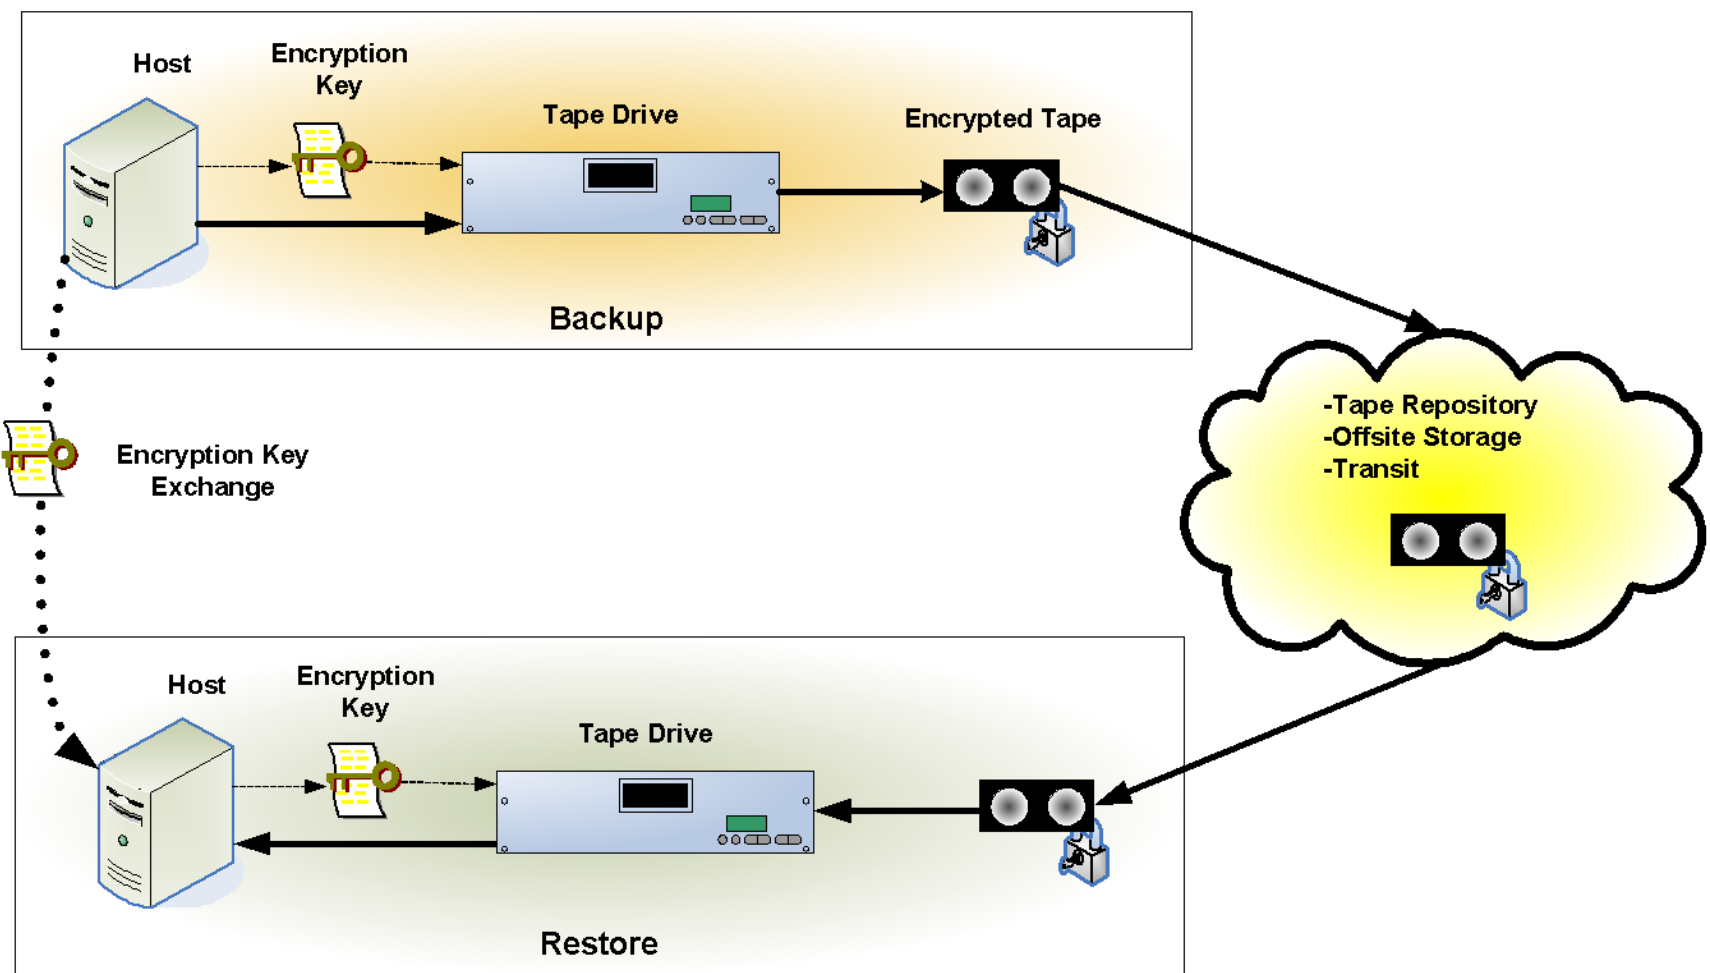 Host
Encryption
Key
Tape Drive
Encrypted Tape
Backup
-Tape Repository
-Offsite Storage
-Transit
Encryption Key
Exchange
Host
Encryption
Key
Tape Drive
Restore